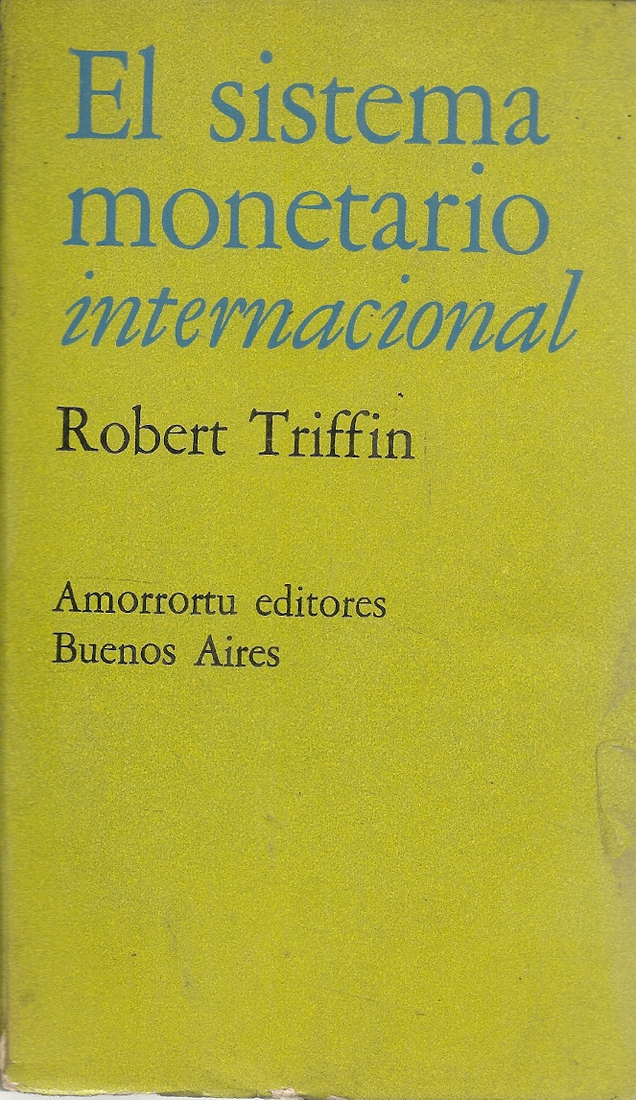 El sistema
monetario
internacional
Robert Triffin
Amorrortu editores
Buenos Aires